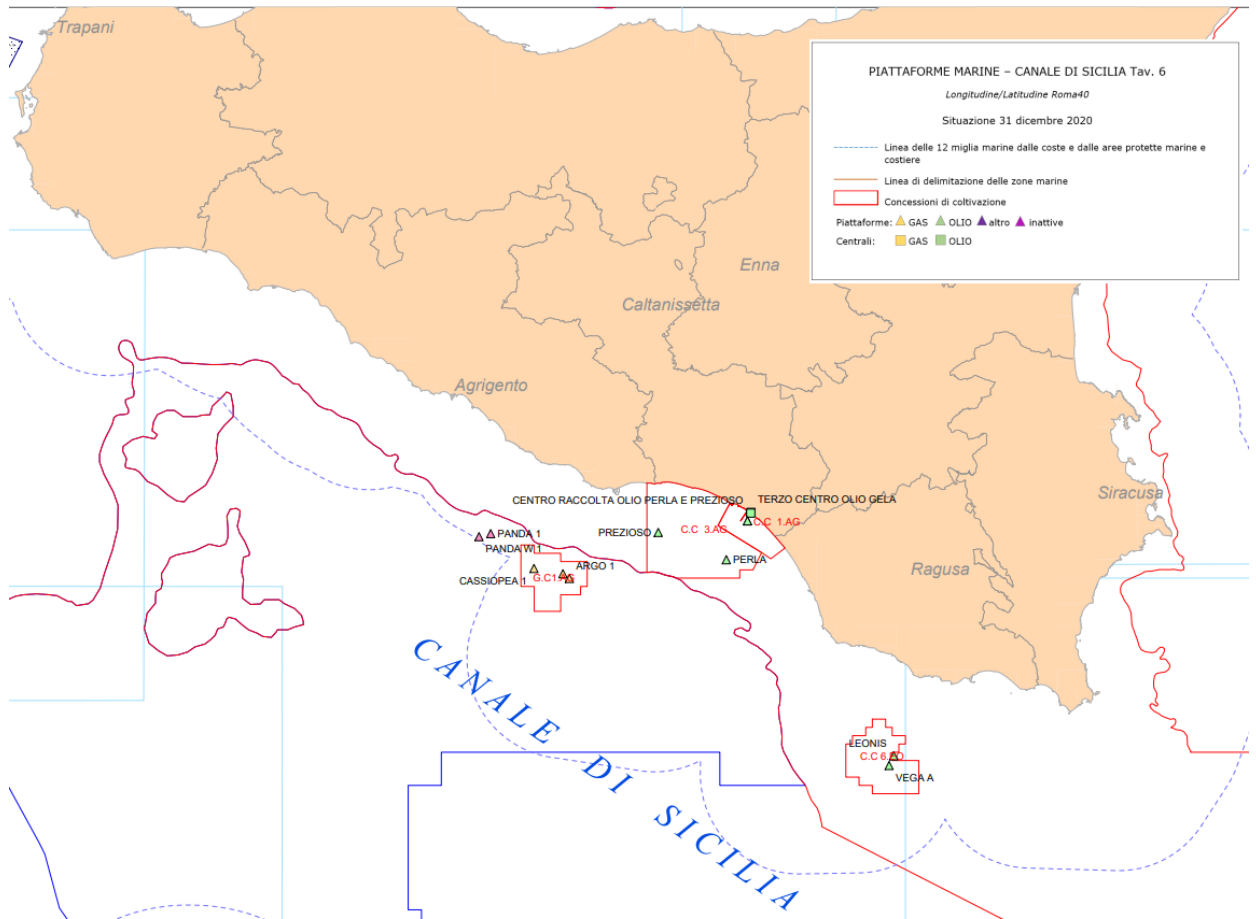 Trapani
PIATTAFORME MARINE – CANALE DI SICILIA Tav. 6
Longitudine/Latitudine Roma40
Situazione 31 dicembre 2020
Linea delle 12 miglia marine dalle coste e dalle aree protette marine e
costiere
Linea di delimitazione delle zone marine
Concessioni di coltivazione
Piattaforme: GAS OLIO altro inattive
Centrali: GAS OLIO
Enna
Caltanissetta
Agrigento
Siracusa
CENTRO RACCOLTA OLIO PERLA E PREZIOSO
TERZO CENTRO OLIO GELA
C.C 3.AG
C.C 1.AG
PREZIOSO
PANDA 1
PANDA W 1
PERLA
ARGO 1
CASSIOPEA 1
Ragusa
CANALE DI SICILIA
LEONIS
VEGA A